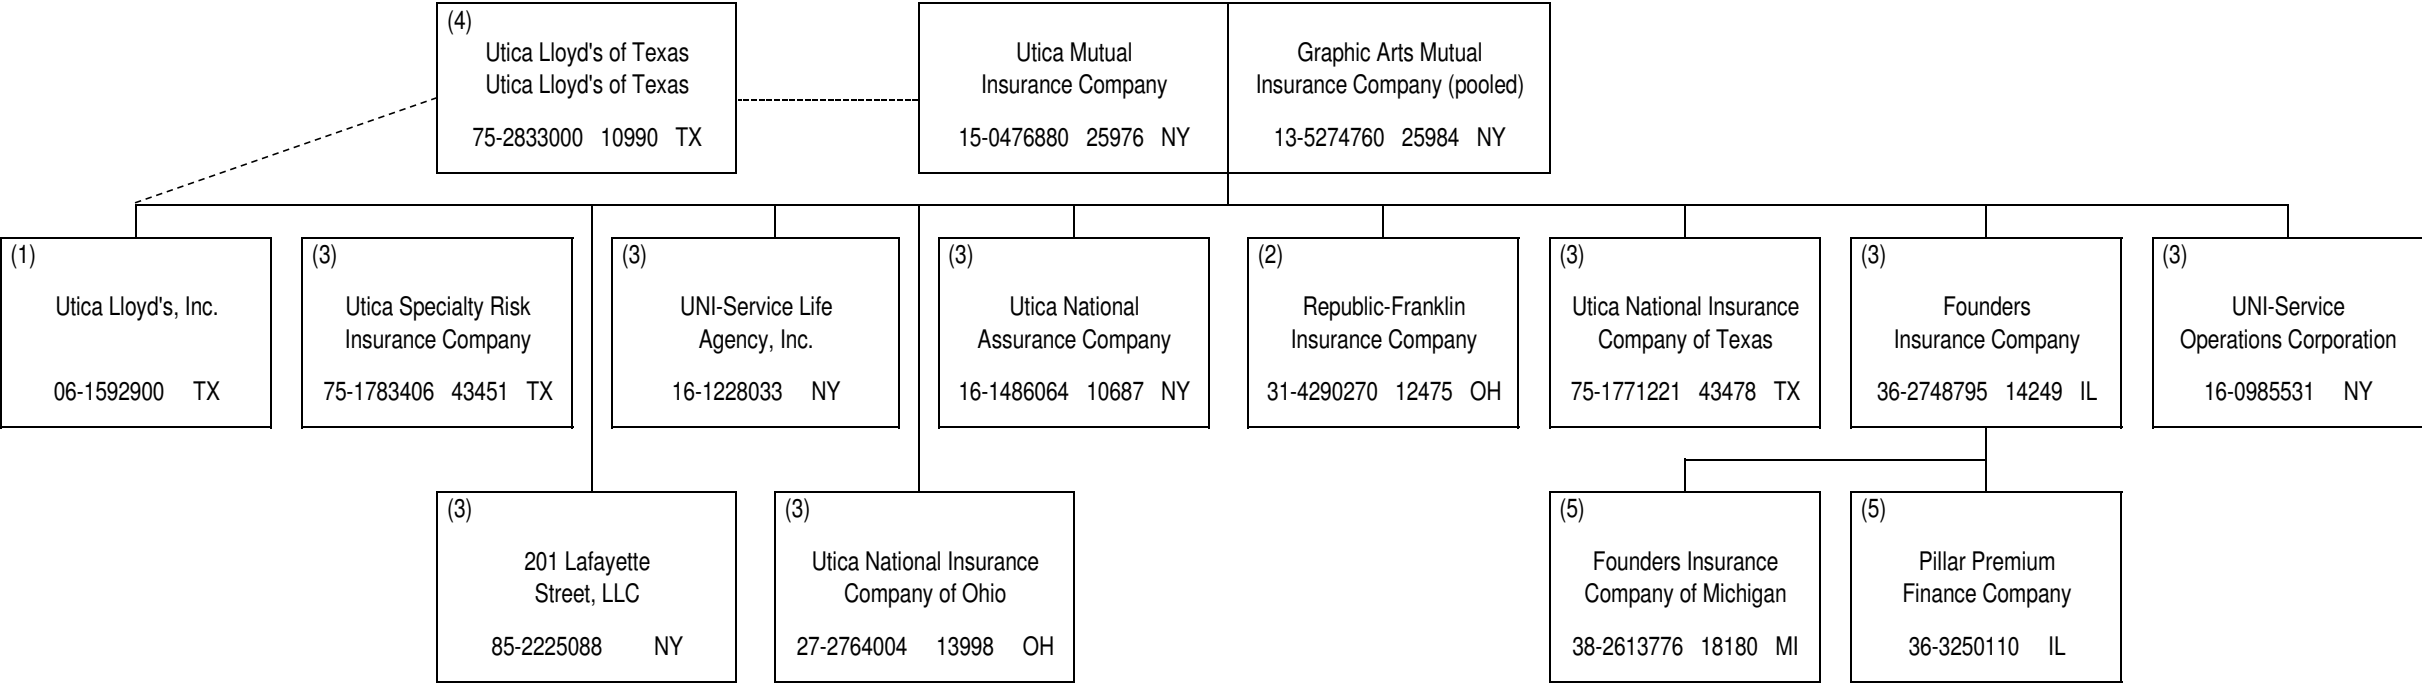 (4)
Utica Lloyd's of Texas
Utica Lloyd's of Texas
75-2833000 10990 TX
Utica Mutual
Insurance Company
15-0476880 25976 NY
Graphic Arts Mutual
Insurance Company (pooled)
13-5274760 25984 NY
(1)
Utica Lloyd's, Inc.
06-1592900 TX
(3)
Utica Specialty Risk
Insurance Company
75-1783406 43451 TX
(3)
UNI-Service Life
Agency, Inc.
16-1228033 NY
(3)
Utica National
Assurance Company
16-1486064 10687 NY
(2)
Republic-Franklin
Insurance Company
31-4290270 12475 OH
(3)
Utica National Insurance
Company of Texas
75-1771221 43478 TX
(3)
Founders
Insurance Company
36-2748795 14249 IL
(3)
UNI-Service
Operations Corporation
16-0985531 NY
(3)
201 Lafayette
Street, LLC
85-2225088 NY
(3)
Utica National Insurance
Company of Ohio
27-2764004 13998 OH
(5)
Founders Insurance
Company of Michigan
38-2613776 18180 MI
(5)
Pillar Premium
Finance Company
36-3250110 IL